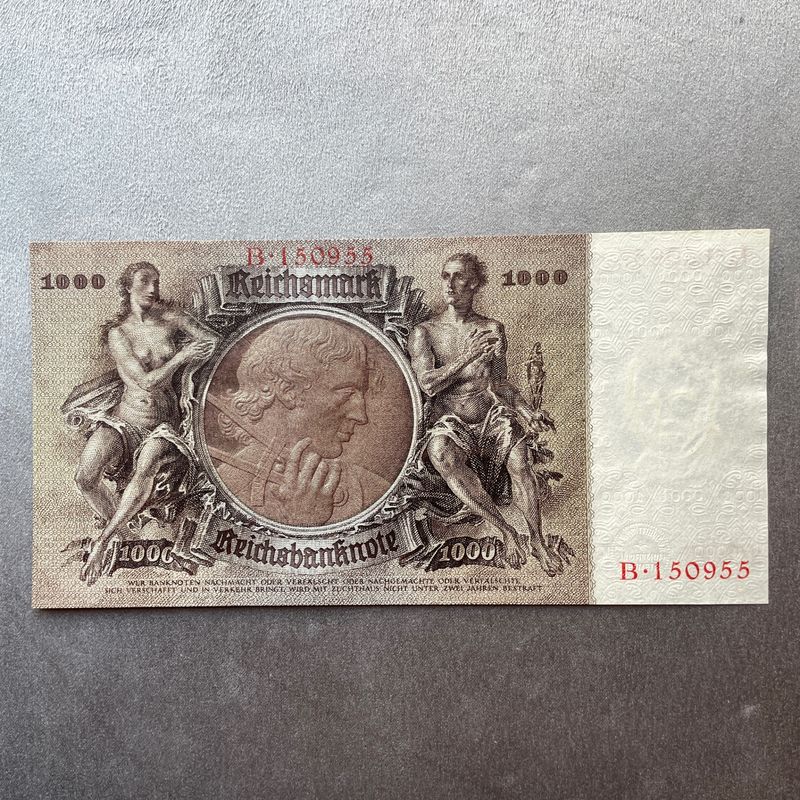 B·150955
1000 Reichsmark 1000
1000 Reichsbanknote 1000
WER BANKNOTEN NACHMACHT ODER VERFÄLSCHT ODER NACHGEMACHTE ODER VERFÄLSCHTE
SICH VERSCHAFFT UND IN VERKEHR BRINGT, WIRD MIT ZUCHTHAUS NICHT UNTER ZWEI JAHREN BESTRAFT
B·150955